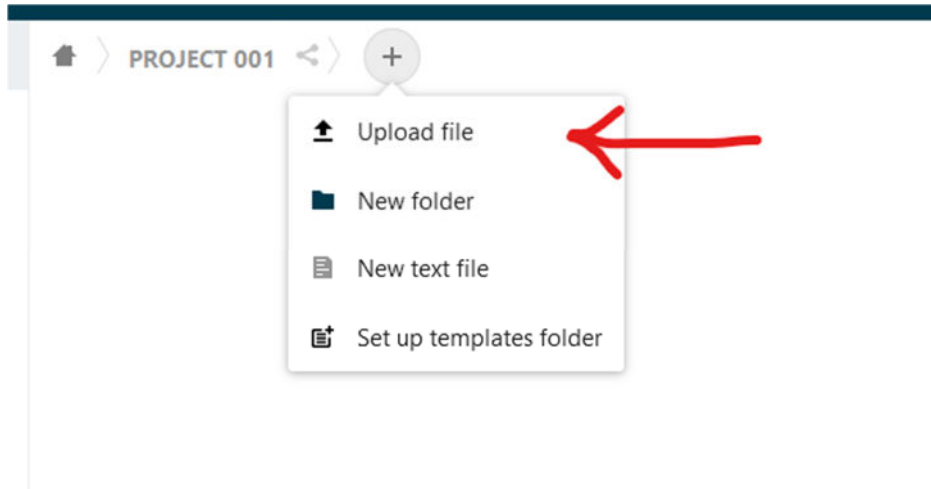 PROJECT 001
Upload file
New folder
New text file
Set up templates folder